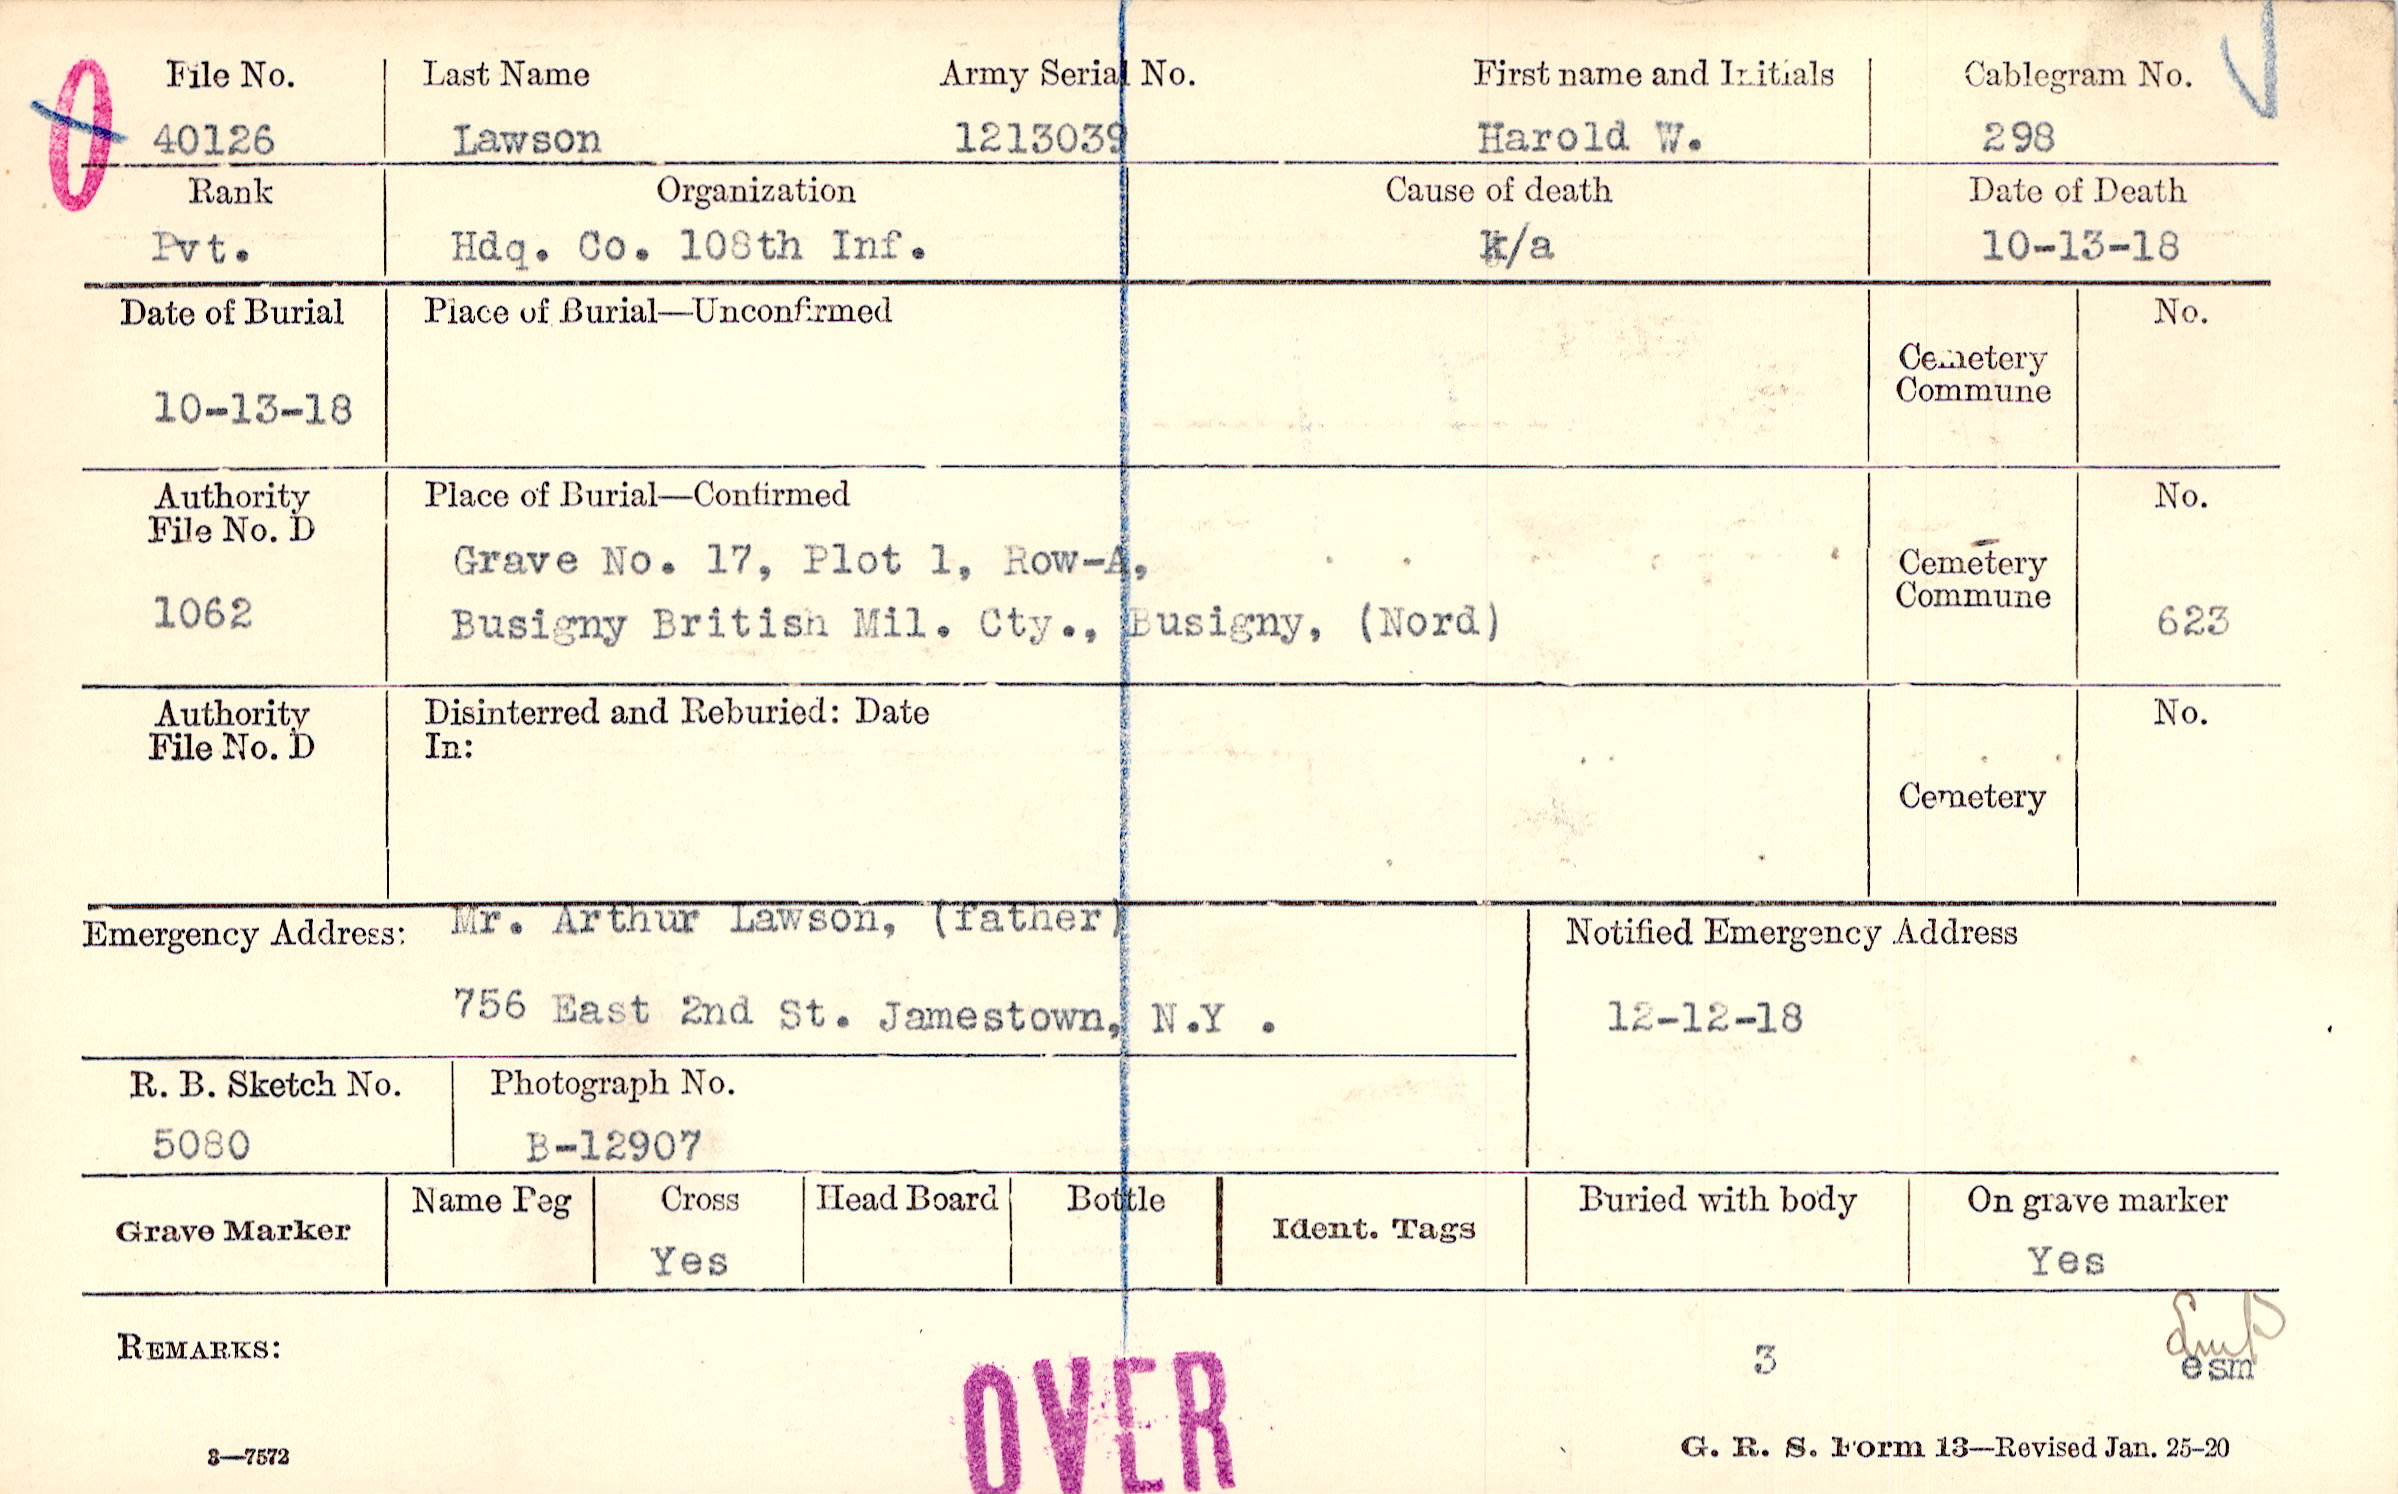 File No. Last Name Army Serial No. First name and Initials Cablegram No.
0 40126 Lawson 1213039 Harold W. 298
Rank Organization Cause of death Date of Death
Pvt. Hdq. Co. 108th Inf. k/a 10-13-18
Date of Burial Place of Burial—Unconfirmed No.
Cemetery
Commune
10-13-18
Authority Place of Burial—Confirmed No.
File No. D
Grave No. 17, Plot 1, Row-A, Cemetery
Commune
1062 Busigny British Mil. Cty., Busigny, (Nord) 623
Authority Disinterred and Reburied: Date No.
File No. D In:
Cemetery
Emergency Address: Mr. Arthur Lawson, (father) Notified Emergency Address
756 East 2nd St. Jamestown, N.Y . 12-12-18
R. B. Sketch No. Photograph No.
5080 B-12907
Grave Marker Name Peg Cross Head Board Bottle Ident. Tags Buried with body On grave marker
Yes Yes
REMARKS: 3 esm
OVER
3—7572 G. R. S. Form 13—Revised Jan. 25-20